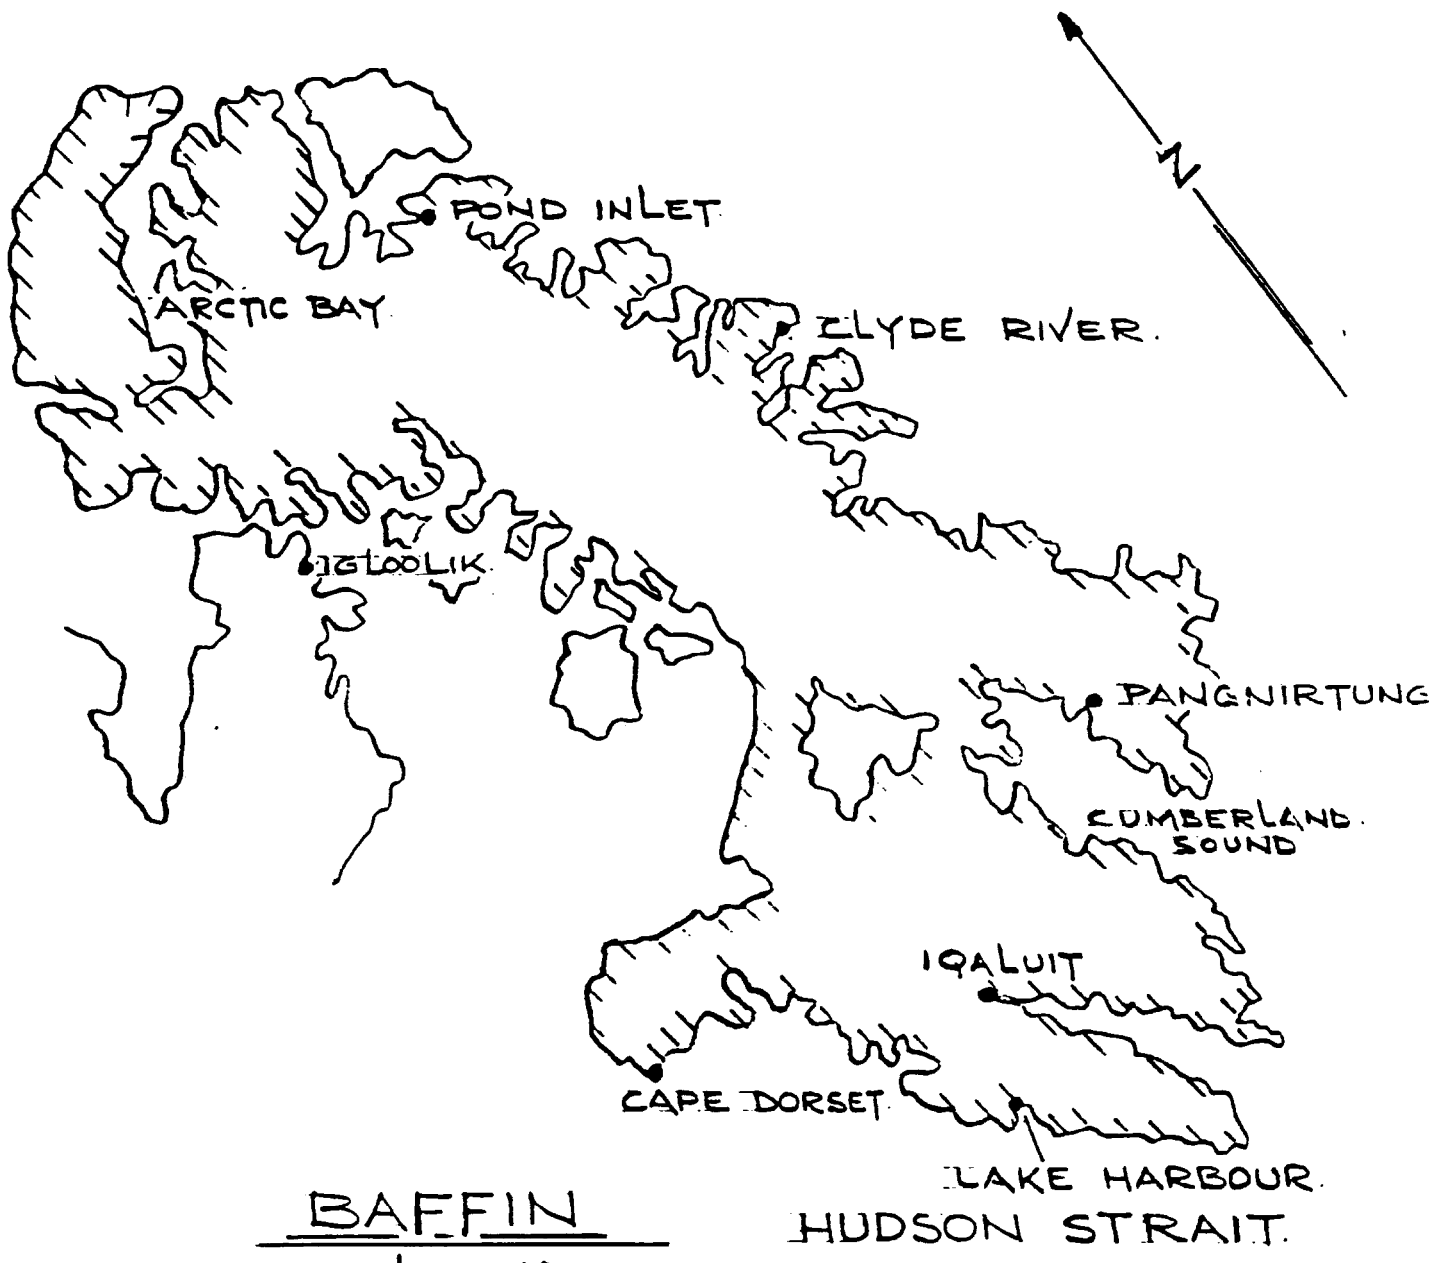 N
POND INLET
ARCTIC BAY
CLYDE RIVER.
IGLOOLIK.
PANGNIRTUNG
CUMBERLAND.
SOUND
IQALUIT
CAPE DORSET.
LAKE HARBOUR.
HUDSON STRAIT.
BAFFIN